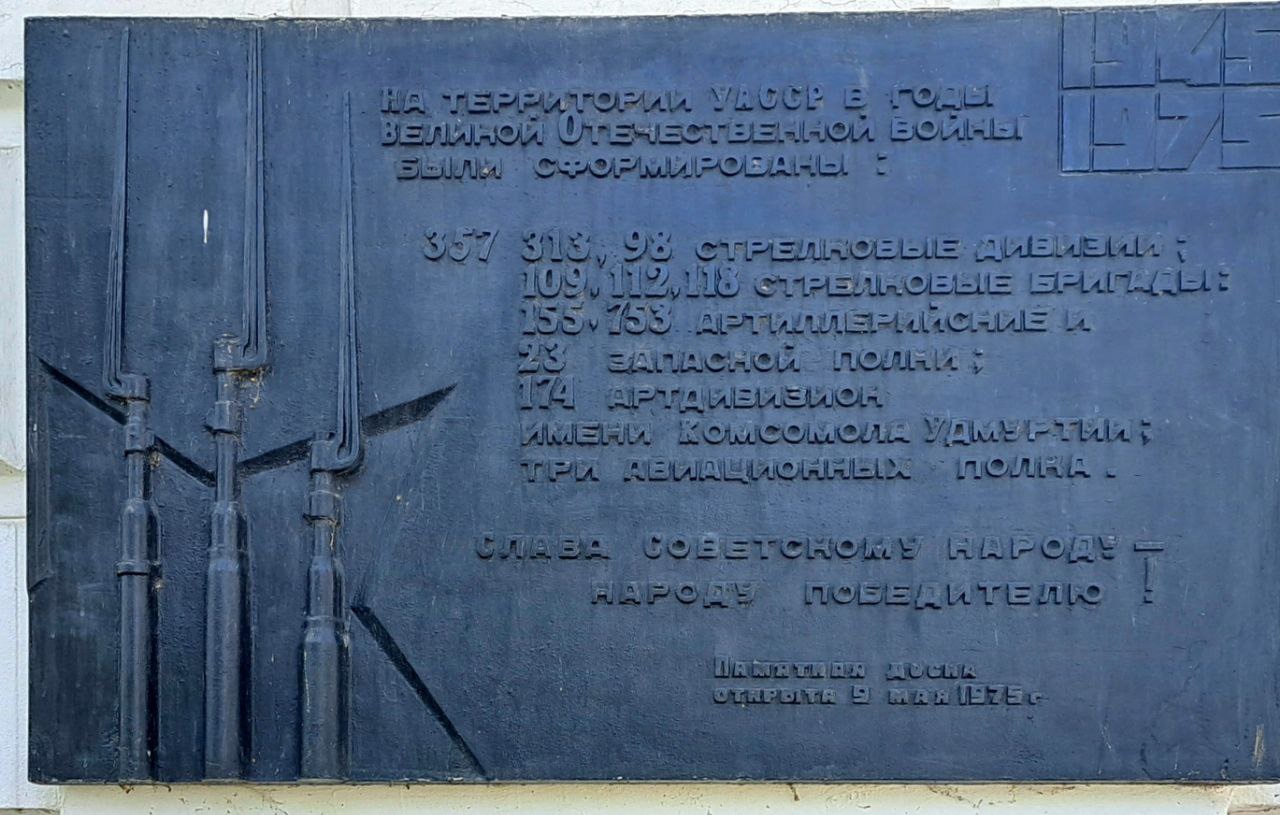 1945
1975
НА ТЕРРИТОРИИ УАССР В ГОДЫ
ВЕЛИКОЙ ОТЕЧЕСТВЕННОЙ ВОЙНЫ
БЫЛИ СФОРМИРОВАНЫ :
357 313, 98 СТРЕЛКОВЫЕ ДИВИЗИИ ;
109, 112, 118 СТРЕЛКОВЫЕ БРИГАДЫ ;
155, 753 АРТИЛЛЕРИЙСКИЕ И
23 ЗАПАСНОЙ ПОЛКИ ;
174 АРТДИВИЗИОН
ИМЕНИ КОМСОМОЛА УДМУРТИИ ;
ТРИ АВИАЦИОННЫХ ПОЛКА .
СЛАВА СОВЕТСКОМУ НАРОДУ –
НАРОДУ ПОБЕДИТЕЛЮ !
ПАМЯТНАЯ ДОСКА
ОТКРЫТА 9 МАЯ 1975 г